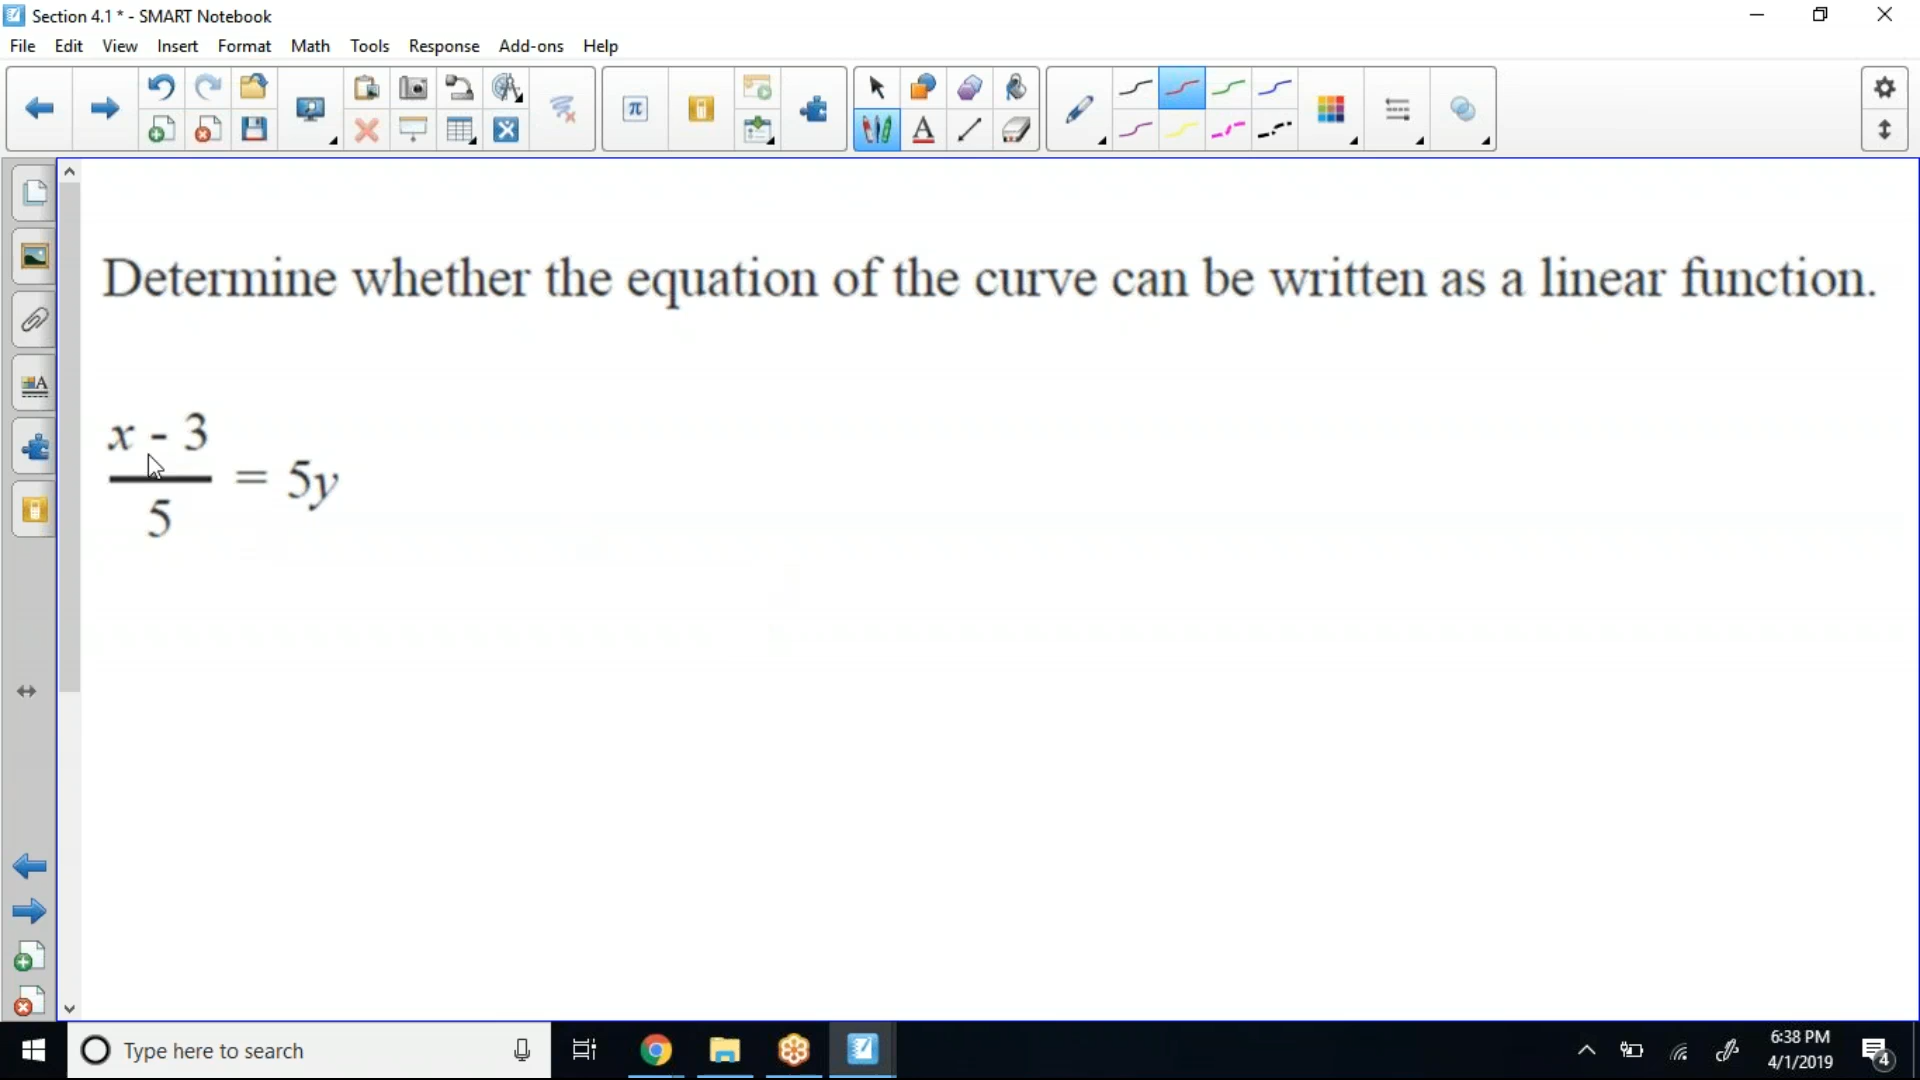 Section 4.1 * - SMART Notebook
File Edit View Insert Format Math Tools Response Add-ons Help
π
A
A
Determine whether the equation of the curve can be written as a linear function.
x - 3
= 5y
5
Type here to search
6:38 PM
4/1/2019
4